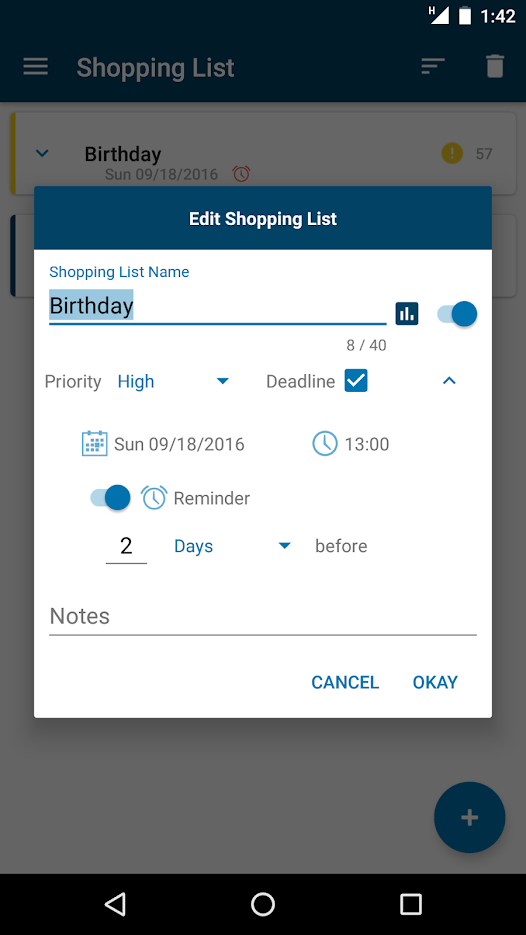 H 1:42
Shopping List
Birthday 57
Sun 09/18/2016
Edit Shopping List
Shopping List Name
Birthday
8 / 40
Priority High Deadline
Sun 09/18/2016 13:00
Reminder
2 Days before
Notes
CANCEL OKAY